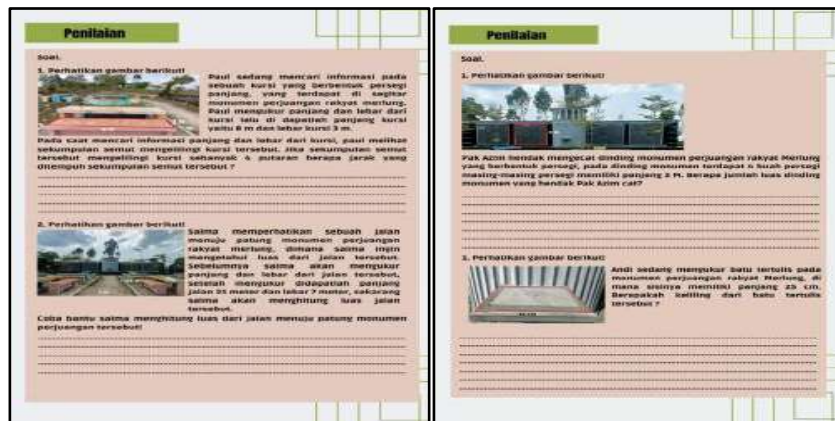 Penilaian
Soal.
1. Perhatikan gambar berikut!
Paul sedang mencari informasi pada
sebuah kursi yang berbentuk persegi
panjang, yang terdapat di sagitar
monumen perjuangan rakyat merlung,
Paul mengukur panjang dan lebar dari
kursi lalu di dapatlah panjang kursi
yaitu 8 m dan lebar kursi 3 m.
Pada saat mencari informasi panjang dan lebar dari kursi, paul melihat
sekumpulan semut mengelilingi kursi tersebut. Jika sekumpulan semut
tersebut mengelilingi kursi sebanyak 4 putaran berapa jarak yang
ditempuh sekumpulan semut tersebut ?
2. Perhatikan gambar berikut!
Salma memperhatikan sebuah jalan
menuju patung monumen perjuangan
rakyat merlung, dimana salma ingin
mengetahui luas dari jalan tersebut.
Sebelumnya salma akan mengukur
panjang dan lebar dari jalan tersebut,
setelah mengukur didapatlah panjang
jalan 21 meter dan lebar 7 meter, sekarang
salma akan menghitung luas jalan
tersebut.
Coba bantu salma menghitung luas dari jalan menuju patung monumen
perjuangan tersebut!
Penilaian
Soal.
1. Perhatikan gambar berikut!
Pak Azim hendak mengecat dinding monumen perjuangan rakyat Merlung
yang berbentuk persegi, pada dinding monumen terdapat 4 buah persegi
masing-masing persegi memiliki panjang 2 M. Berapa jumlah luas dinding
monumen yang hendak Pak Azim cat?
2. Perhatikan gambar berikut!
Andi sedang mengukur batu tertulis pada
monumen perjuangan rakyat Merlung, di
mana sisinya memiliki panjang 25 cm.
Berapakah keliling dari batu tertulis
tersebut ?